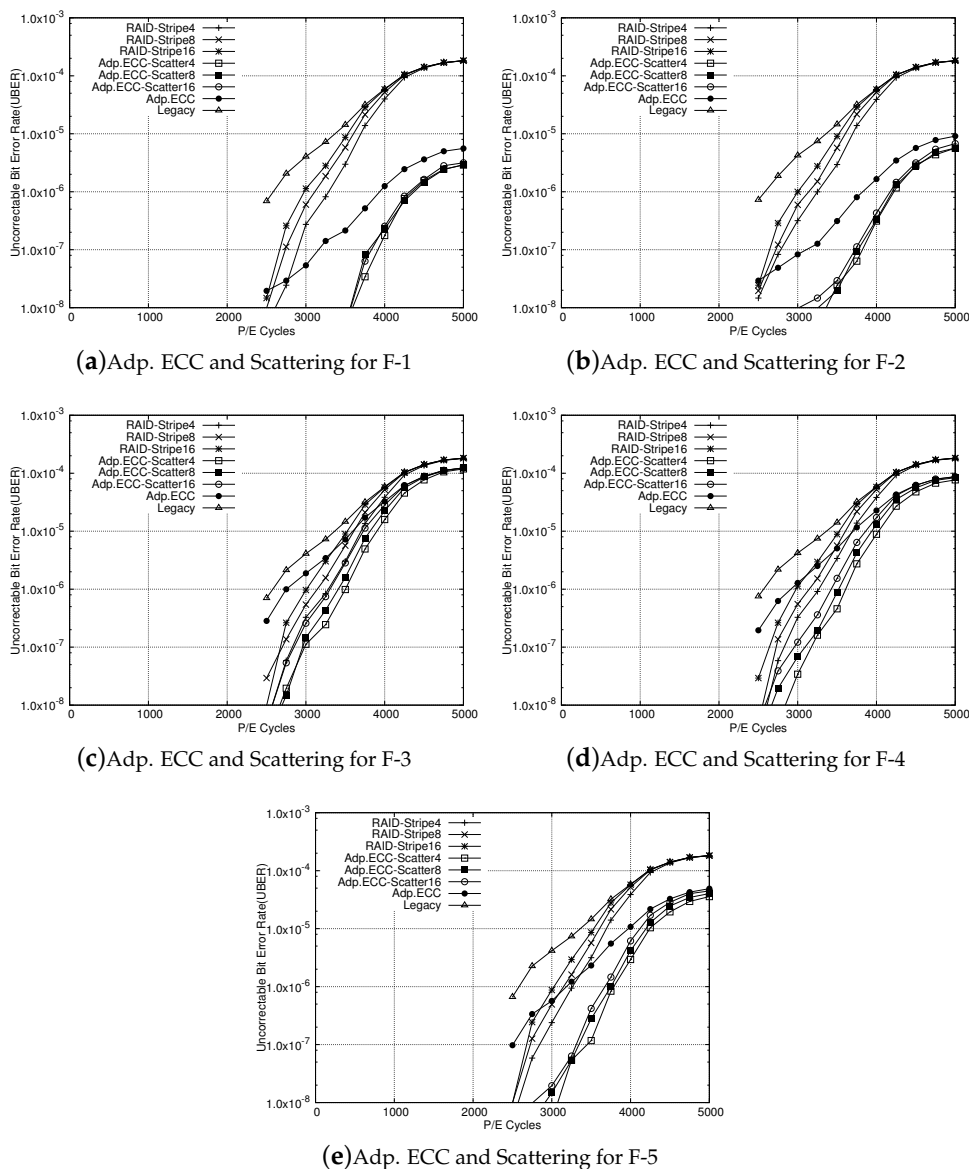 1.0x10-3
1.0x10-4
1.0x10-5
1.0x10-6
1.0x10-7
1.0x10-8
Uncorrectable Bit Error Rate(UBER)
RAID-Stripe4
RAID-Stripe8
RAID-Stripe16
Adp.ECC-Scatter4
Adp.ECC-Scatter8
Adp.ECC-Scatter16
Adp.ECC
Legacy
0 1000 2000 3000 4000 5000
P/E Cycles
(a)Adp. ECC and Scattering for F-1
1.0x10-3
1.0x10-4
1.0x10-5
1.0x10-6
1.0x10-7
1.0x10-8
Uncorrectable Bit Error Rate(UBER)
RAID-Stripe4
RAID-Stripe8
RAID-Stripe16
Adp.ECC-Scatter4
Adp.ECC-Scatter8
Adp.ECC-Scatter16
Adp.ECC
Legacy
0 1000 2000 3000 4000 5000
P/E Cycles
(b)Adp. ECC and Scattering for F-2
1.0x10-3
1.0x10-4
1.0x10-5
1.0x10-6
1.0x10-7
1.0x10-8
Uncorrectable Bit Error Rate(UBER)
RAID-Stripe4
RAID-Stripe8
RAID-Stripe16
Adp.ECC-Scatter4
Adp.ECC-Scatter8
Adp.ECC-Scatter16
Adp.ECC
Legacy
0 1000 2000 3000 4000 5000
P/E Cycles
(c)Adp. ECC and Scattering for F-3
1.0x10-3
1.0x10-4
1.0x10-5
1.0x10-6
1.0x10-7
1.0x10-8
Uncorrectable Bit Error Rate(UBER)
RAID-Stripe4
RAID-Stripe8
RAID-Stripe16
Adp.ECC-Scatter4
Adp.ECC-Scatter8
Adp.ECC-Scatter16
Adp.ECC
Legacy
0 1000 2000 3000 4000 5000
P/E Cycles
(d)Adp. ECC and Scattering for F-4
1.0x10-3
1.0x10-4
1.0x10-5
1.0x10-6
1.0x10-7
1.0x10-8
Uncorrectable Bit Error Rate(UBER)
RAID-Stripe4
RAID-Stripe8
RAID-Stripe16
Adp.ECC-Scatter4
Adp.ECC-Scatter8
Adp.ECC-Scatter16
Adp.ECC
Legacy
0 1000 2000 3000 4000 5000
P/E Cycles
(e)Adp. ECC and Scattering for F-5